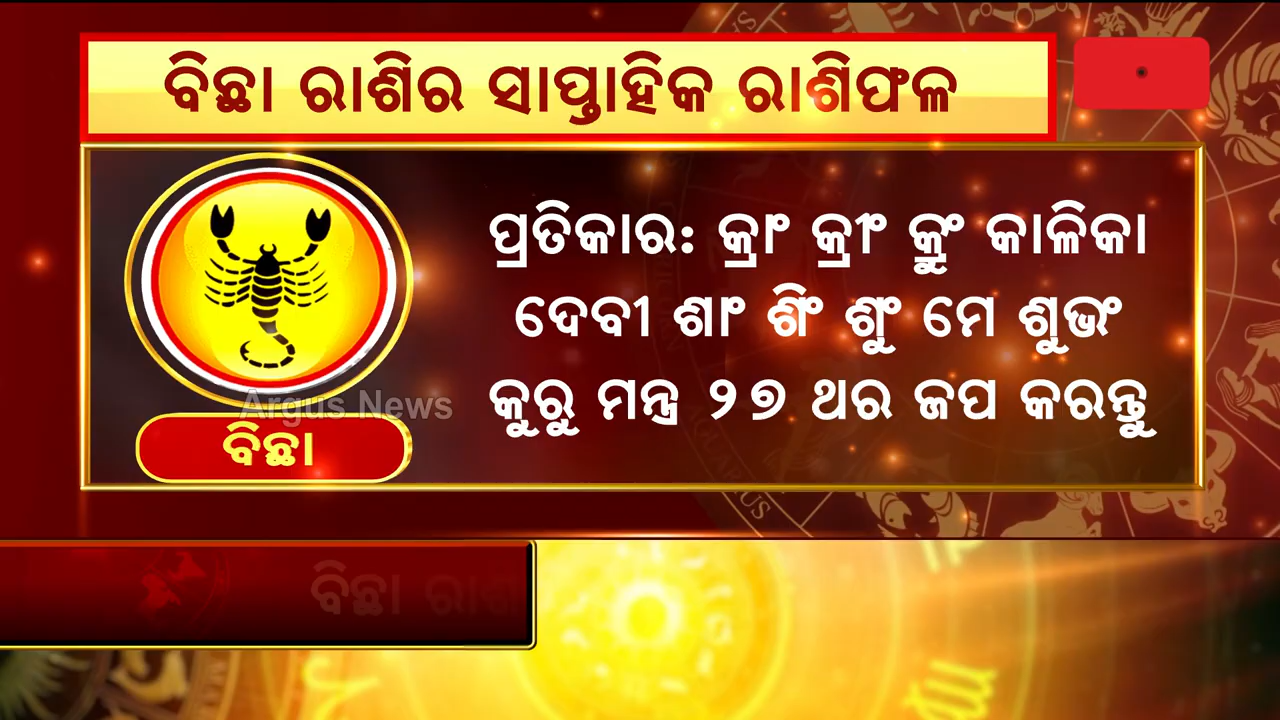 ବିଛା ରାଶିର ସାପ୍ତାହିକ ରାଶିଫଳ
ପ୍ରତିକାର: କ୍ରାଂ କ୍ରୀଂ କ୍ରୁଂ କାଳିକା
ଦେବୀ ଶାଂ ଶିଂ ଶୁଂ ମେ ଶୁଭଂ
କୁରୁ ମନ୍ତ୍ର ୨୭ ଥର ଜପ କରନ୍ତୁ
Argus News
ବିଛା
ବିଛା